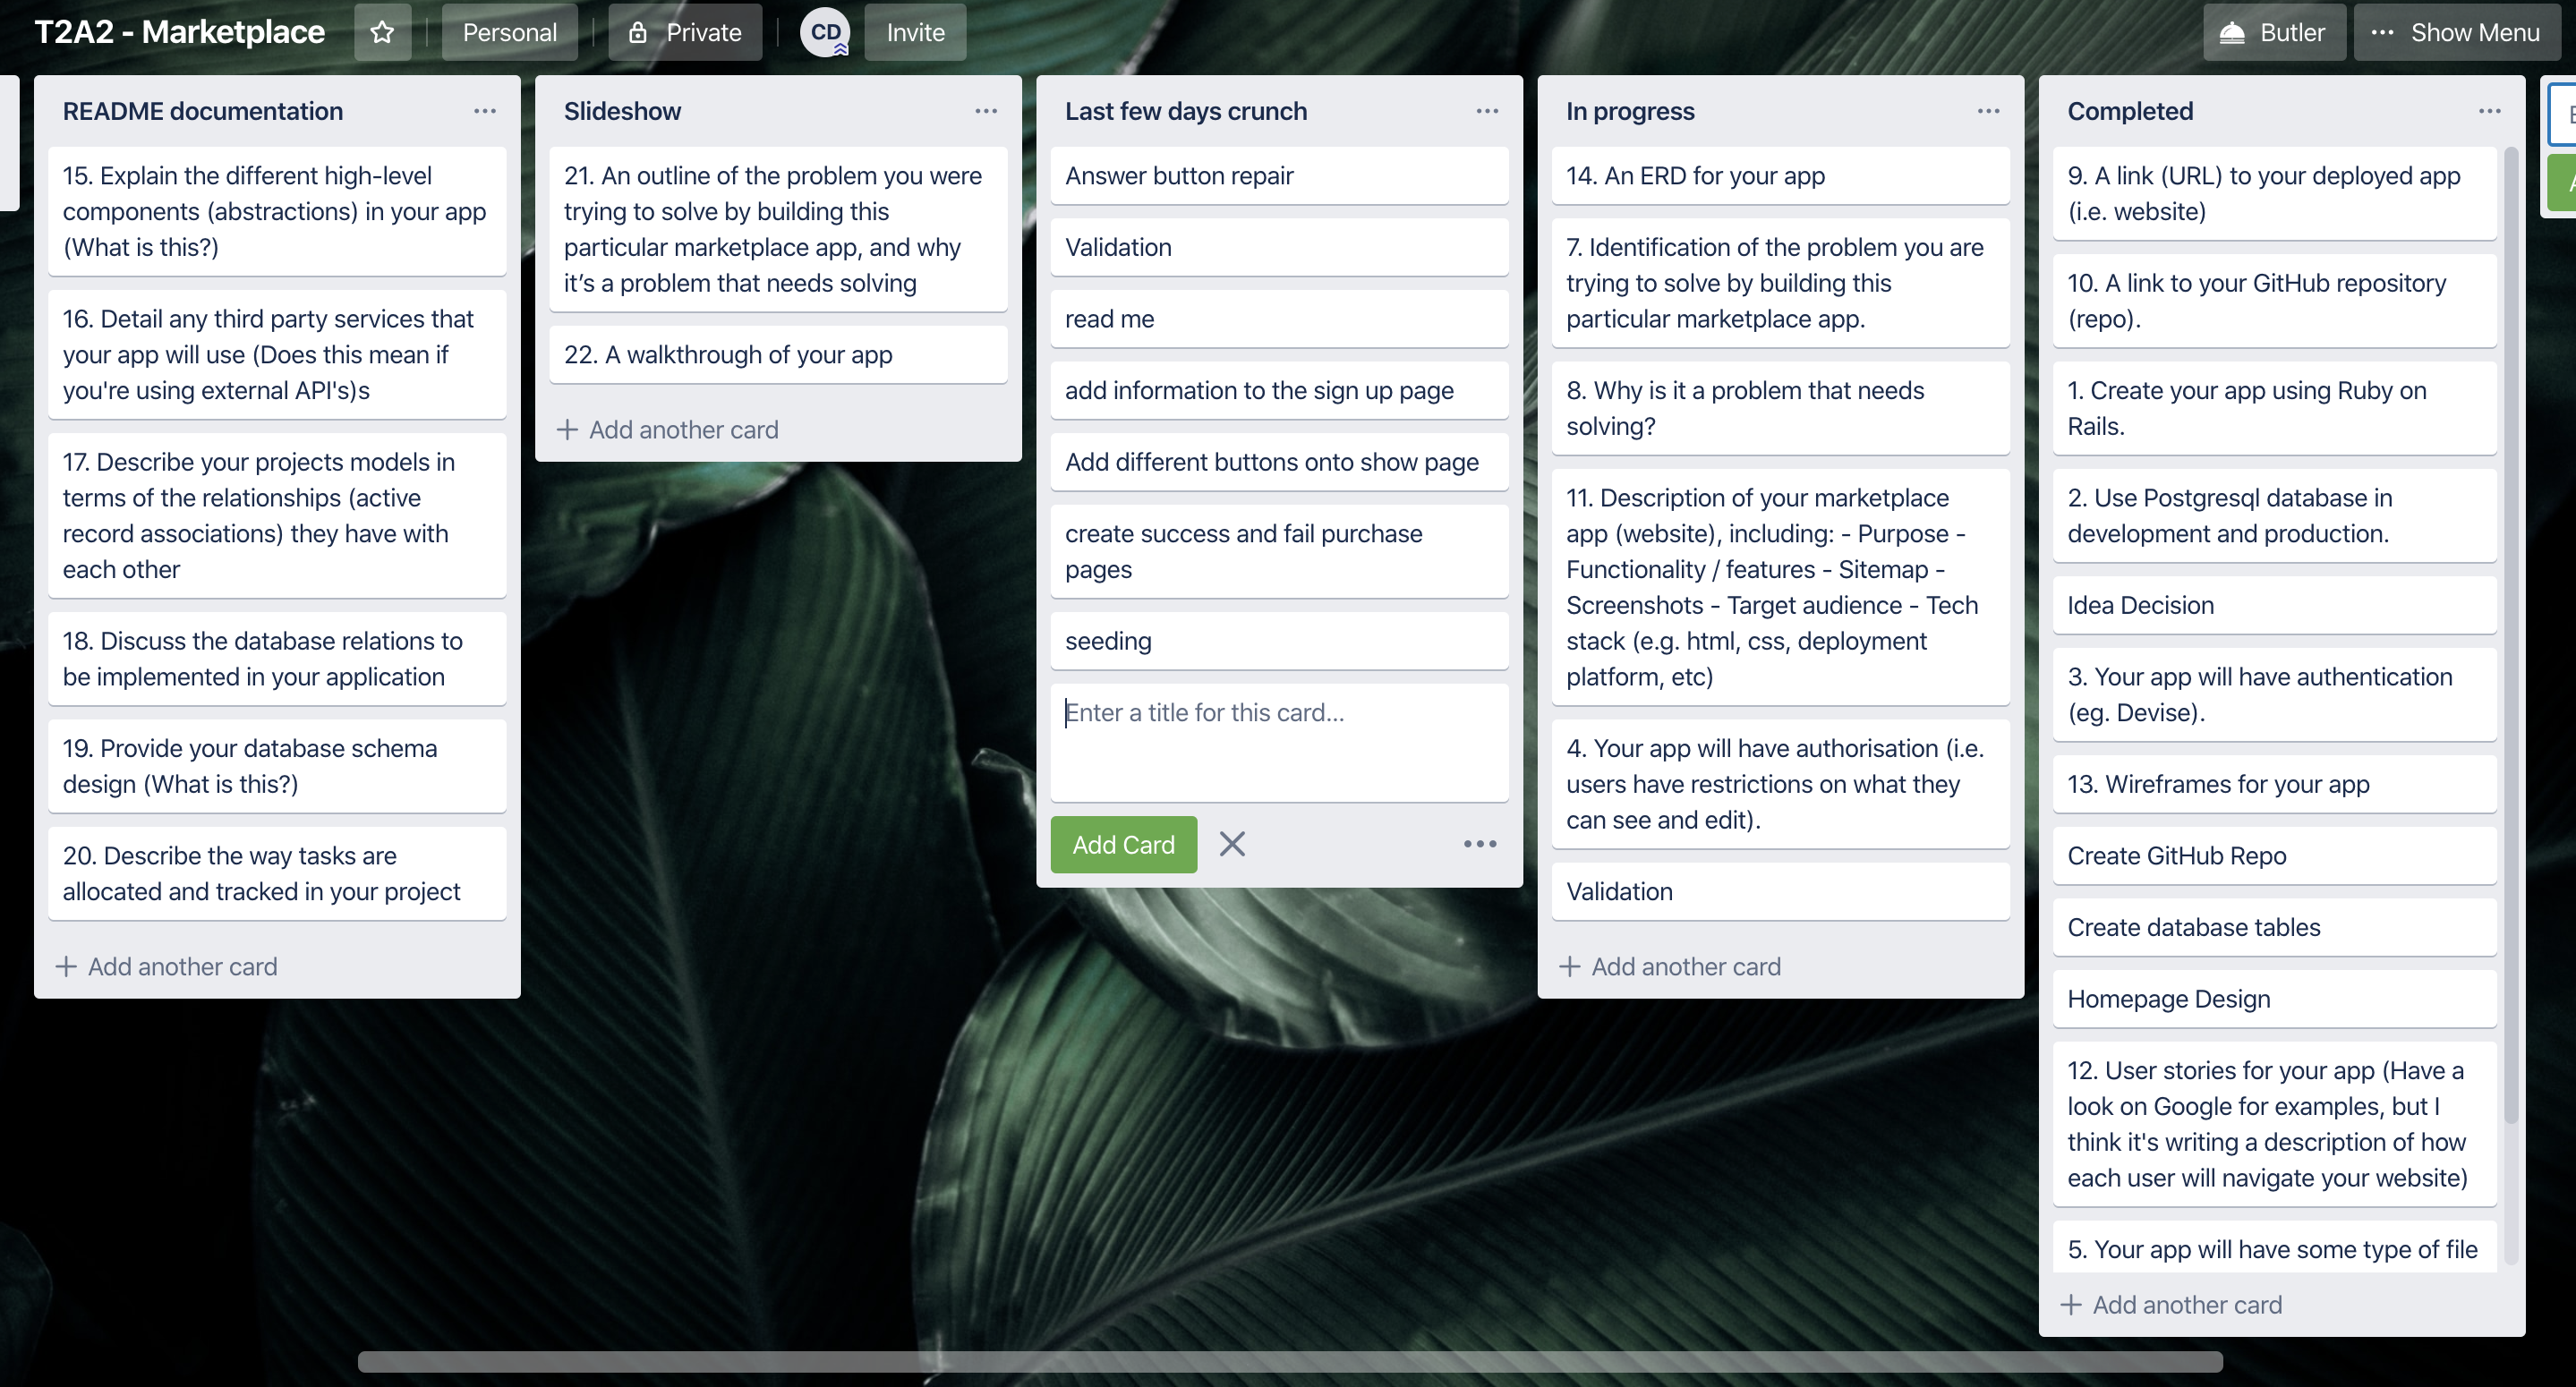 T2A2 - Marketplace
Personal
Private
CD
Invite
Butler
Show Menu
README documentation
15. Explain the different high-level
components (abstractions) in your app
(What is this?)
16. Detail any third party services that
your app will use (Does this mean if
you're using external API's)s
17. Describe your projects models in
terms of the relationships (active
record associations) they have with
each other
18. Discuss the database relations to
be implemented in your application
19. Provide your database schema
design (What is this?)
20. Describe the way tasks are
allocated and tracked in your project
Add another card
Slideshow
21. An outline of the problem you were
trying to solve by building this
particular marketplace app, and why
it’s a problem that needs solving
22. A walkthrough of your app
Add another card
Last few days crunch
Answer button repair
Validation
read me
add information to the sign up page
Add different buttons onto show page
create success and fail purchase
pages
seeding
Enter a title for this card...
Add Card
In progress
14. An ERD for your app
7. Identification of the problem you are
trying to solve by building this
particular marketplace app.
8. Why is it a problem that needs
solving?
11. Description of your marketplace
app (website), including: - Purpose -
Functionality / features - Sitemap -
Screenshots - Target audience - Tech
stack (e.g. html, css, deployment
platform, etc)
4. Your app will have authorisation (i.e.
users have restrictions on what they
can see and edit).
Validation
Add another card
Completed
9. A link (URL) to your deployed app
(i.e. website)
10. A link to your GitHub repository
(repo).
1. Create your app using Ruby on
Rails.
2. Use Postgresql database in
development and production.
Idea Decision
3. Your app will have authentication
(eg. Devise).
13. Wireframes for your app
Create GitHub Repo
Create database tables
Homepage Design
12. User stories for your app (Have a
look on Google for examples, but I
think it's writing a description of how
each user will navigate your website)
5. Your app will have some type of file
Add another card